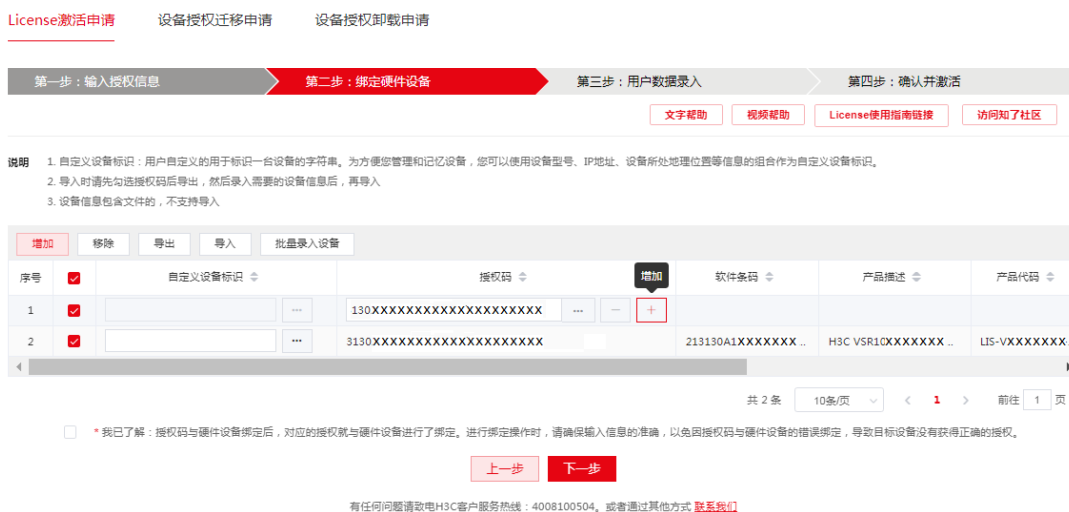 License激活申请 设备授权迁移申请 设备授权卸载申请
第一步：输入授权信息 第二步：绑定硬件设备 第三步：用户数据录入 第四步：确认并激活
文字帮助 视频帮助 License使用指南链接 访问知了社区
说明 1. 自定义设备标识：用户自定义的用于标识一台设备的字符串。为方便您管理和记忆设备，您可以使用设备型号、IP地址、设备所处地理位置等信息的组合作为自定义设备标识。
2. 导入时请先勾选授权码后导出，然后录入需要的设备信息后，再导入
3. 设备信息包含文件的，不支持导入
增加 移除 导出 导入 批量录入设备
序号 自定义设备标识 授权码 增加 软件条码 产品描述 产品代码
1 ... 130XXXXXXXXXXXXXXXXXXXX ... － +
2 ... 3130XXXXXXXXXXXXXXXXXXXX 213130A1XXXXXXX .. H3C VSR10XXXXXXX .. LIS-VXXXXXXX
共 2 条 10条/页 < 1 > 前往 1 页
* 我已了解：授权码与硬件设备绑定后，对应的授权就与硬件设备进行了绑定。进行绑定操作时，请确保输入信息的准确，以免因授权码与硬件设备的错误绑定，导致目标设备没有获得正确的授权。
上一步 下一步
有任何问题请致电H3C客户服务热线：4008100504。或者通过其他方式 联系我们